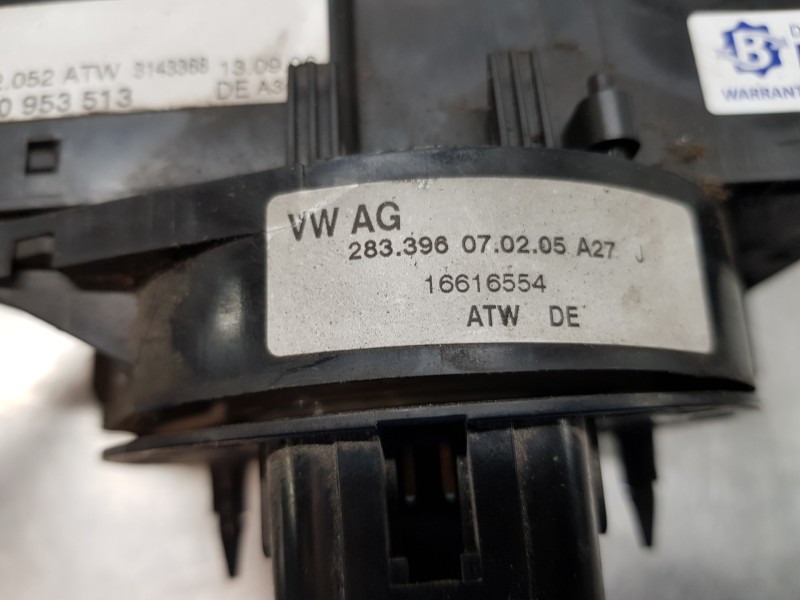 2.052 ATW 3143368 13.09.
0 953 513 DE A3
B
WARRANT
VW AG
283.396 07.02.05 A27 J
16616554
ATW DE